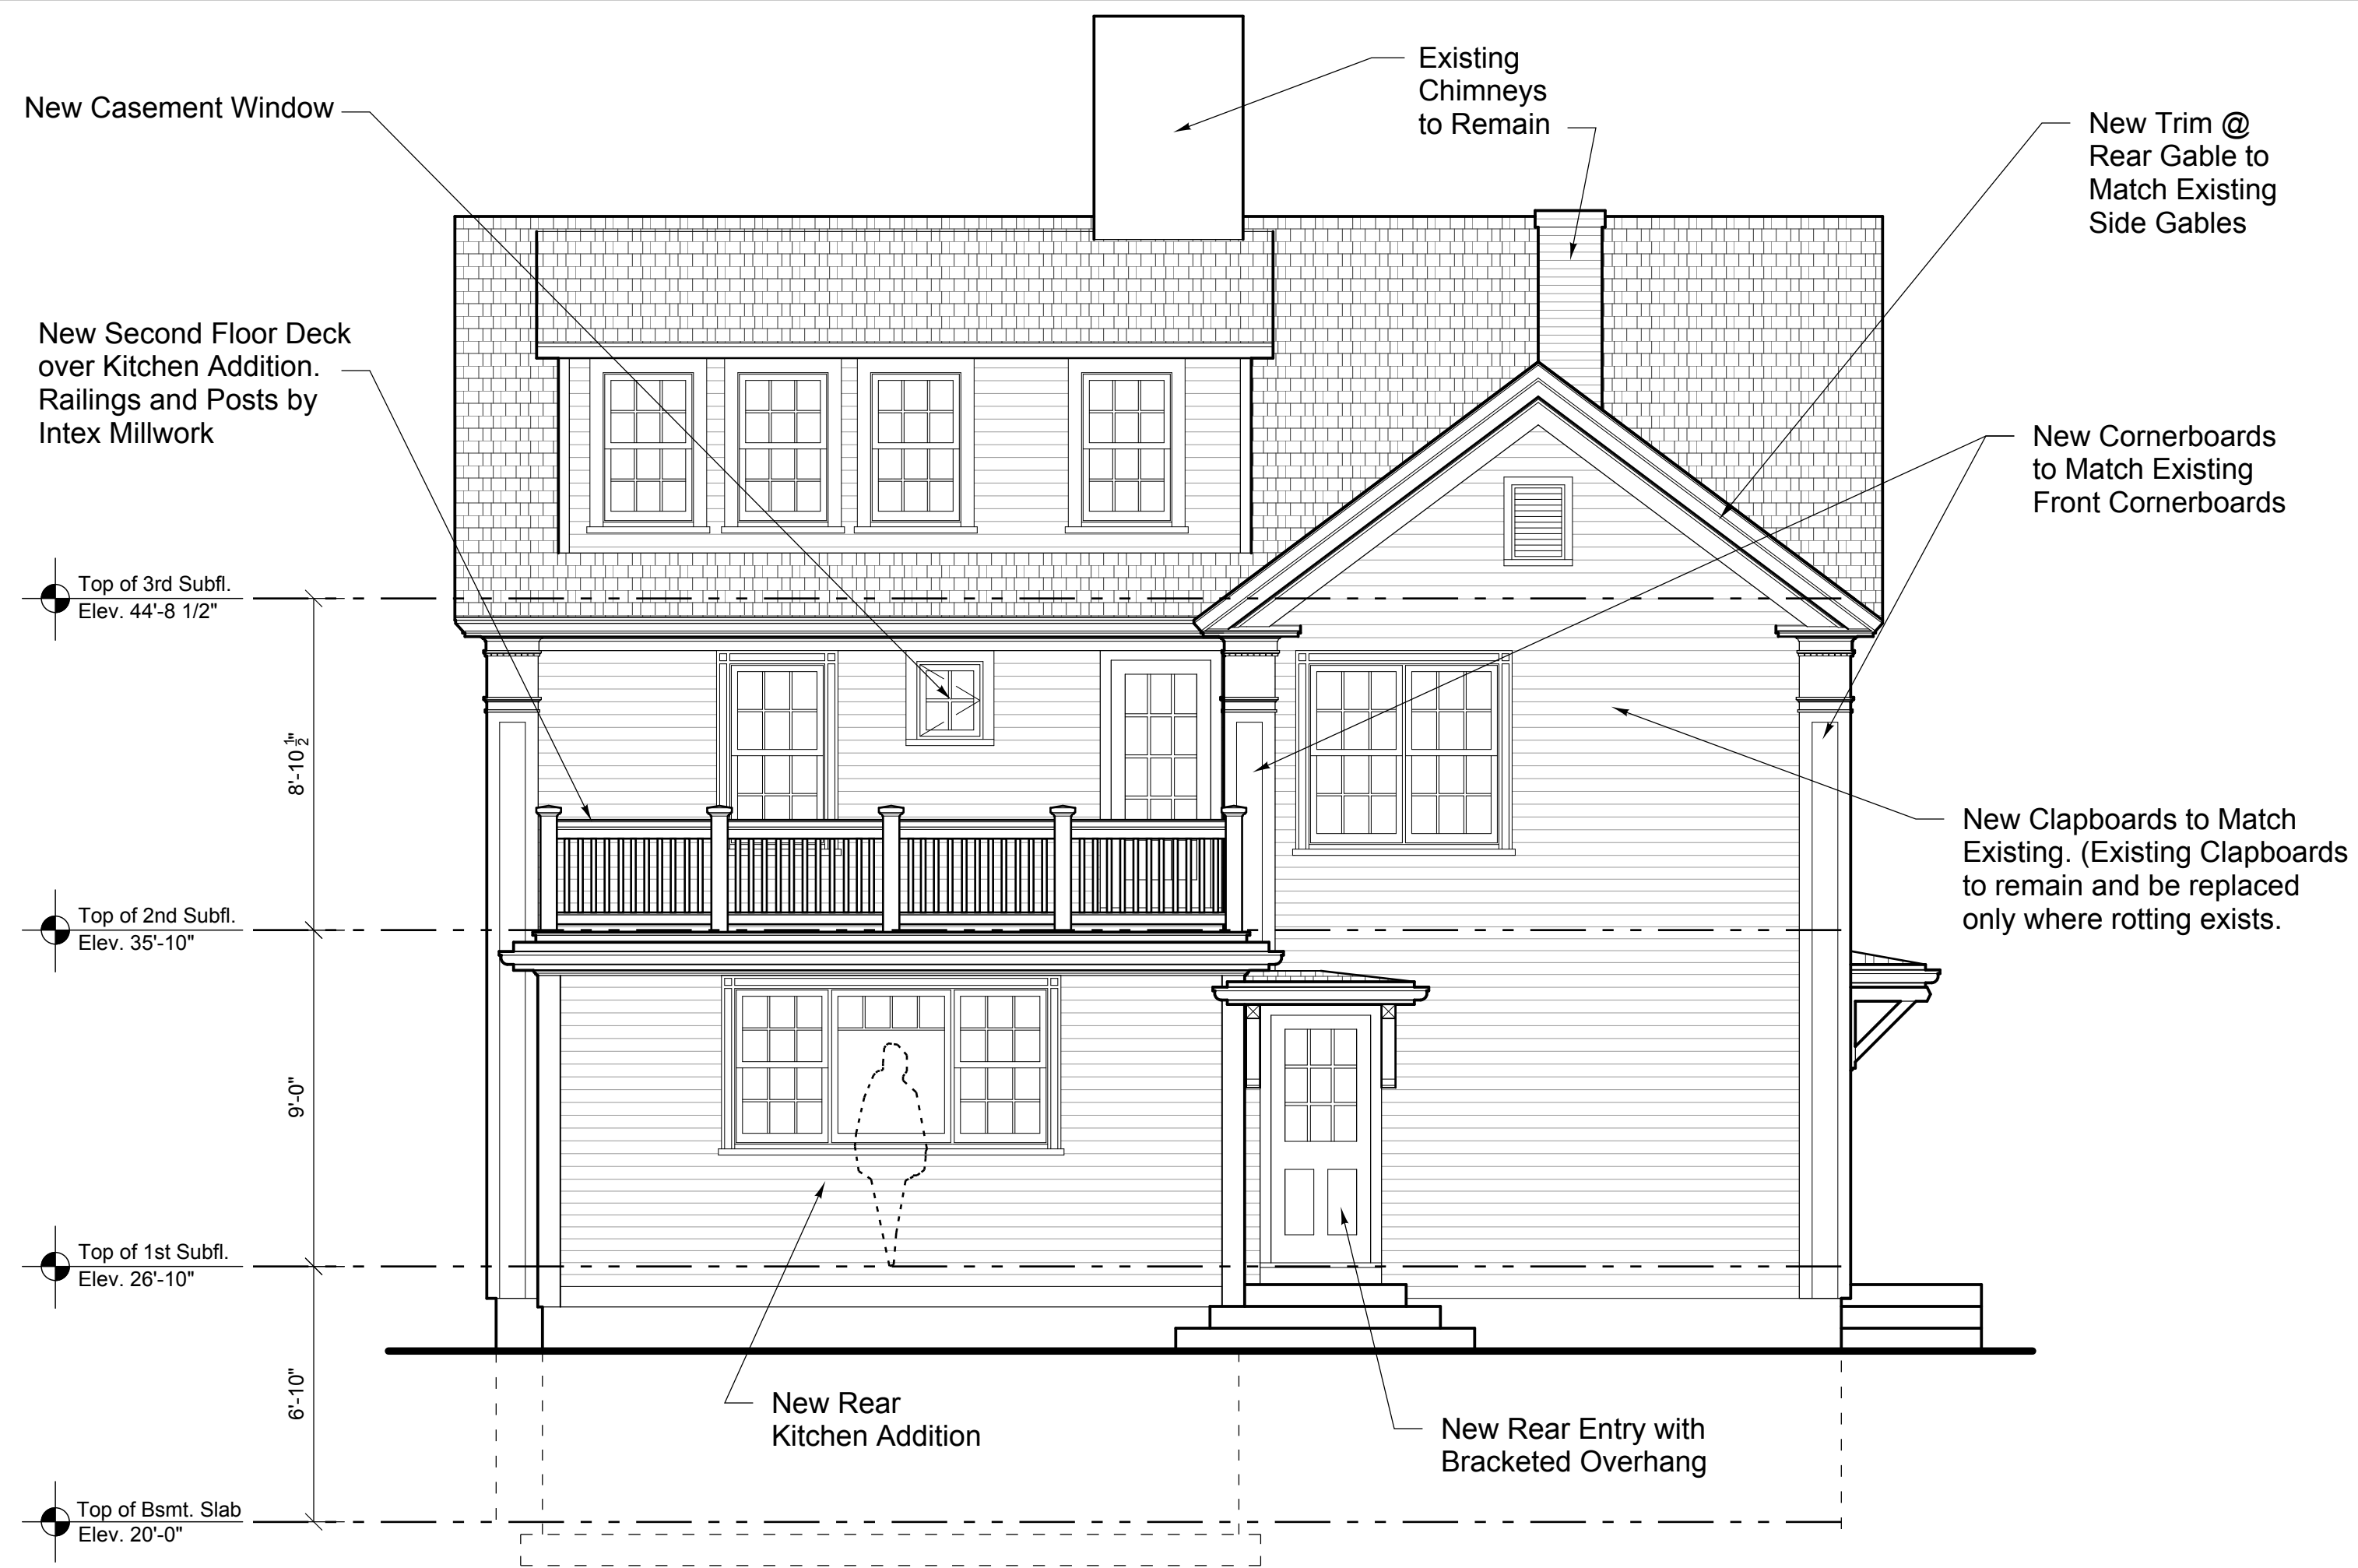 New Casement Window
Existing
Chimneys
to Remain
New Trim @
Rear Gable to
Match Existing
Side Gables
New Second Floor Deck
over Kitchen Addition.
Railings and Posts by
Intex Millwork
New Cornerboards
to Match Existing
Front Cornerboards
Top of 3rd Subfl.
Elev. 44'-8 1/2"
8'-10 1/2"
New Clapboards to Match
Existing. (Existing Clapboards
to remain and be replaced
only where rotting exists.
Top of 2nd Subfl.
Elev. 35'-10"
9'-0"
Top of 1st Subfl.
Elev. 26'-10"
6'-10"
New Rear
Kitchen Addition
New Rear Entry with
Bracketed Overhang
Top of Bsmt. Slab
Elev. 20'-0"